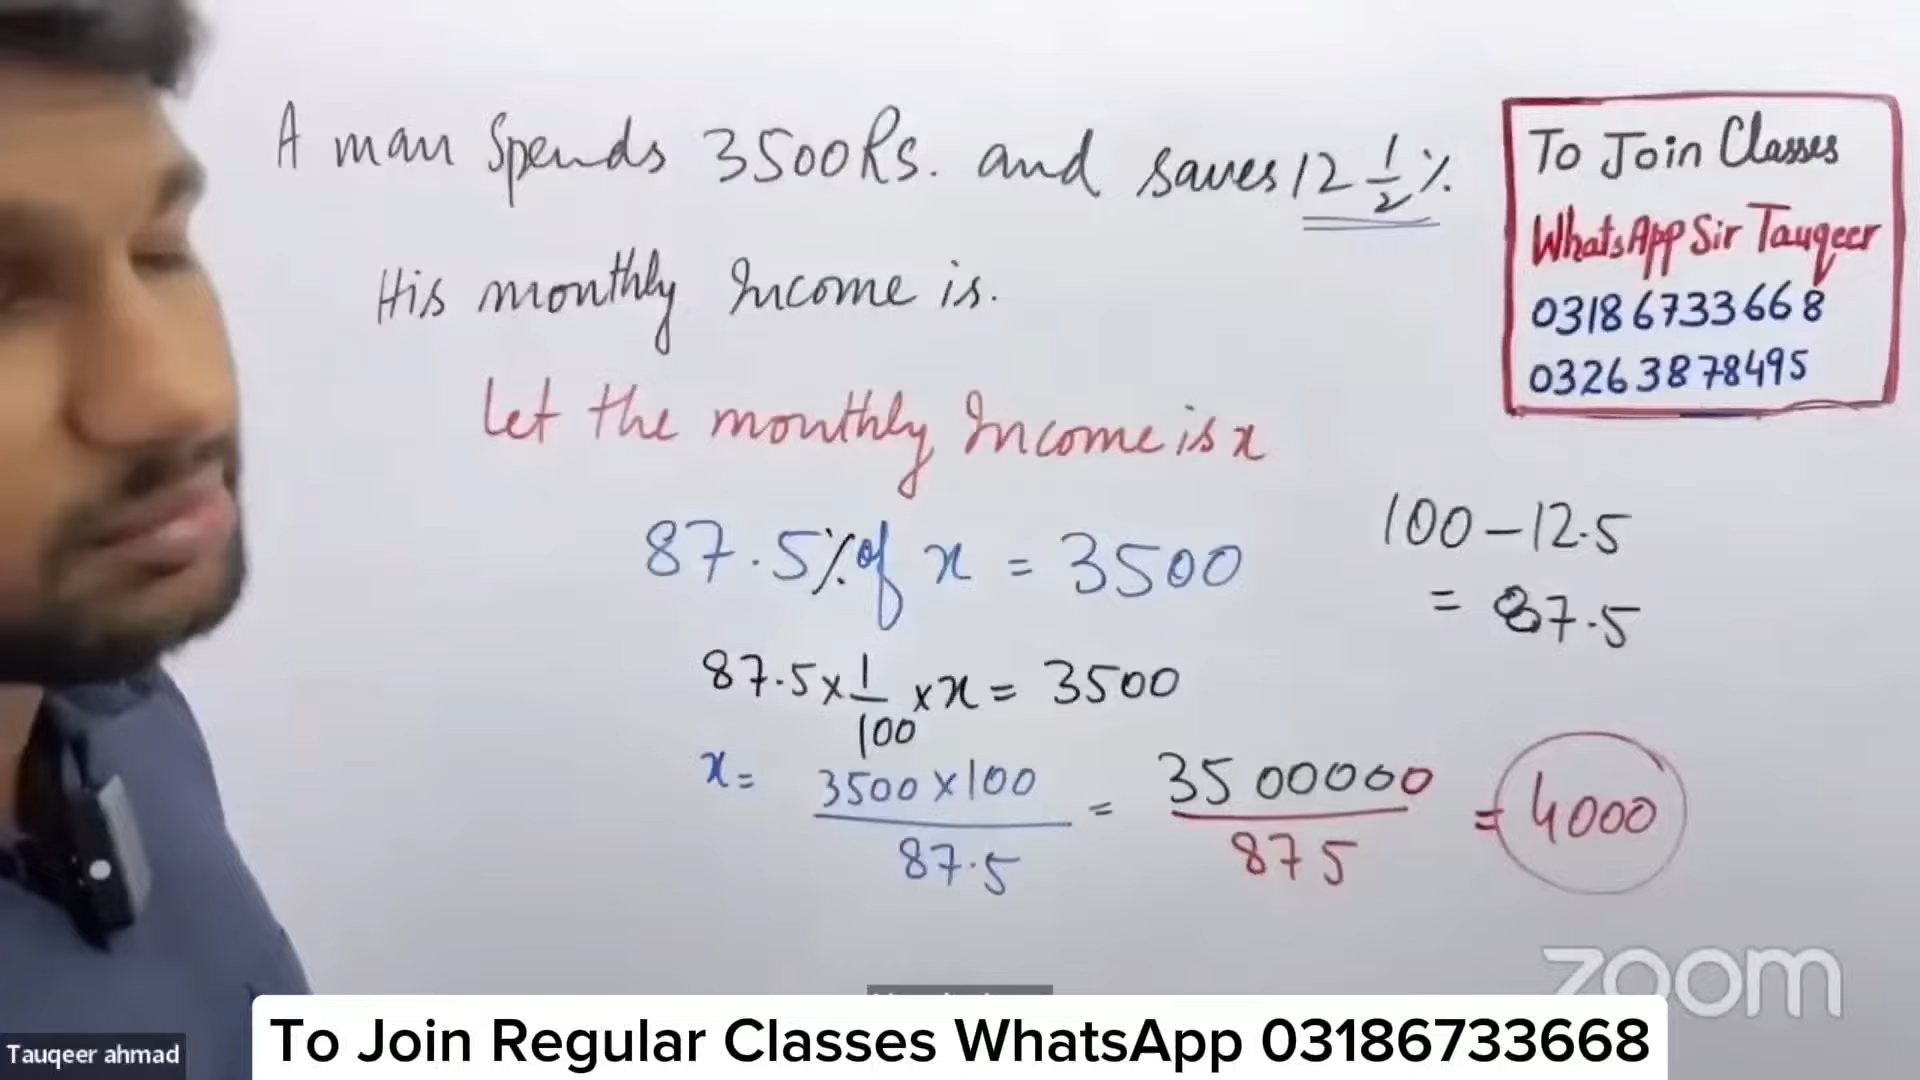 A man Spends 3500Rs. and saves 12 1/2 %
His monthly Income is.
let the monthly Income is x
87.5% of x = 3500
87.5 × 1/100 × x = 3500
x = 3500 × 100 / 87.5 = 3500000 / 875 = 4000
100 - 12.5
= 87.5
To Join Classes
WhatsApp Sir Tauqeer
03186733668
03263878495
zoom
Tauqeer ahmad
To Join Regular Classes WhatsApp 03186733668